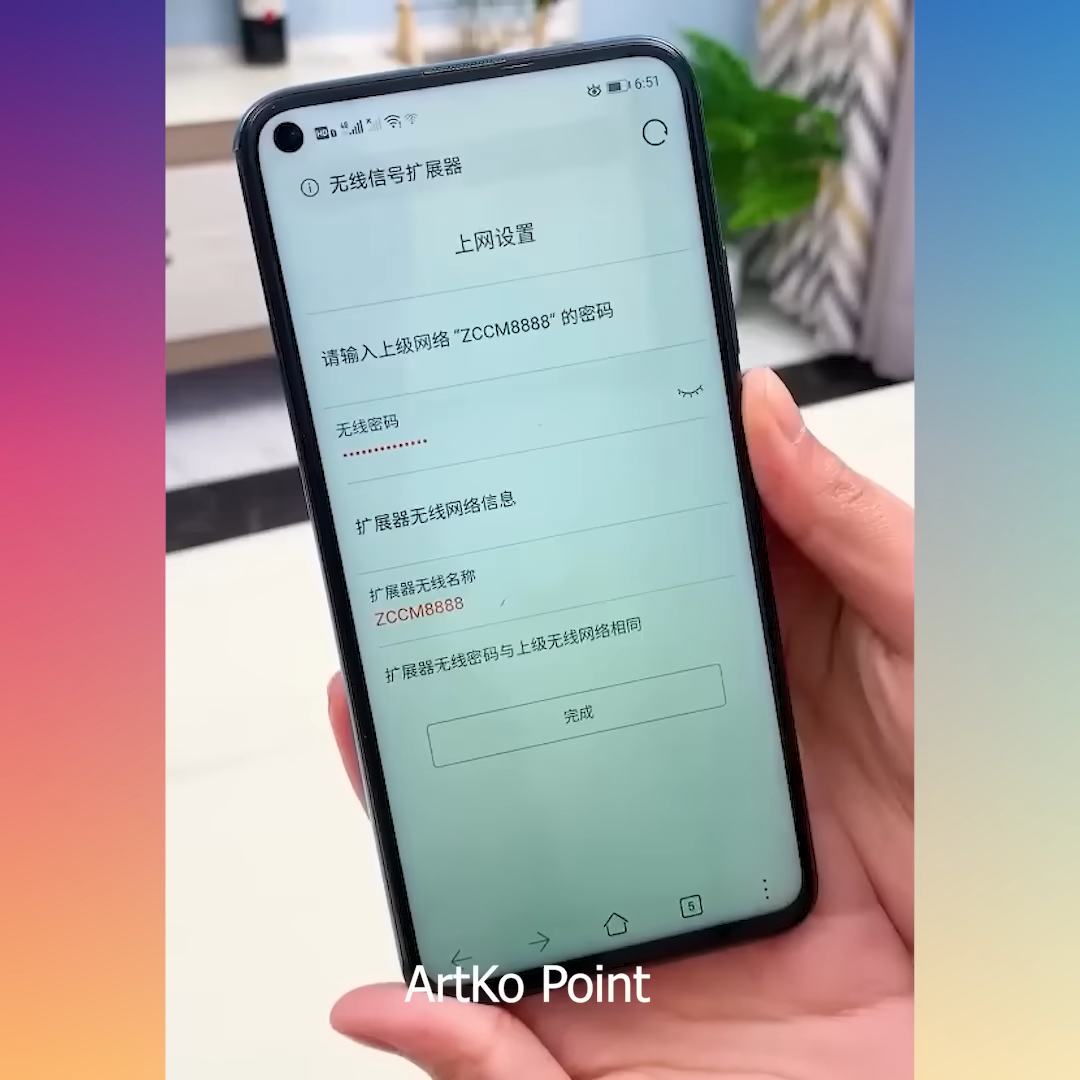 HD 4G 6:51
无线信号扩展器
上网设置
请输入上级网络 “ZCCM8888“ 的密码
无线密码
扩展器无线网络信息
扩展器无线名称
ZCCM8888
扩展器无线密码与上级无线网络相同
完成
5
ArtKo Point